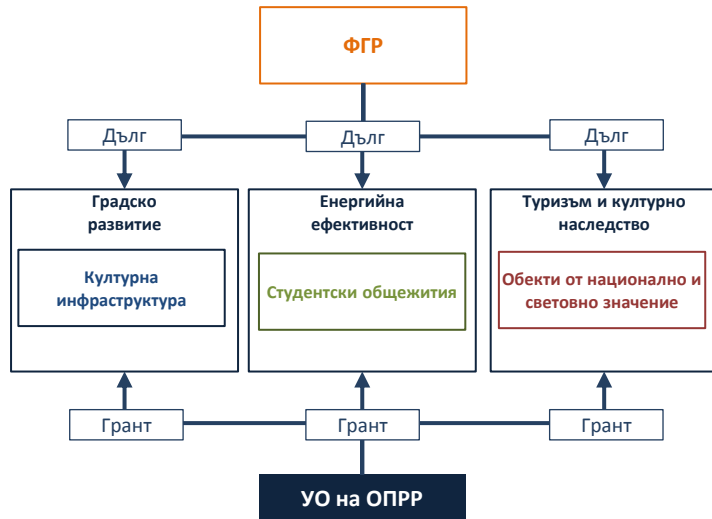 ФГР
Дълг
Дълг
Дълг
Градско
развитие
Културна
инфраструктура
Енергийна
ефективност
Студентски общежития
Туризъм и културно
наследство
Обекти от национално и
световно значение
Грант
Грант
Грант
УО на ОПРР